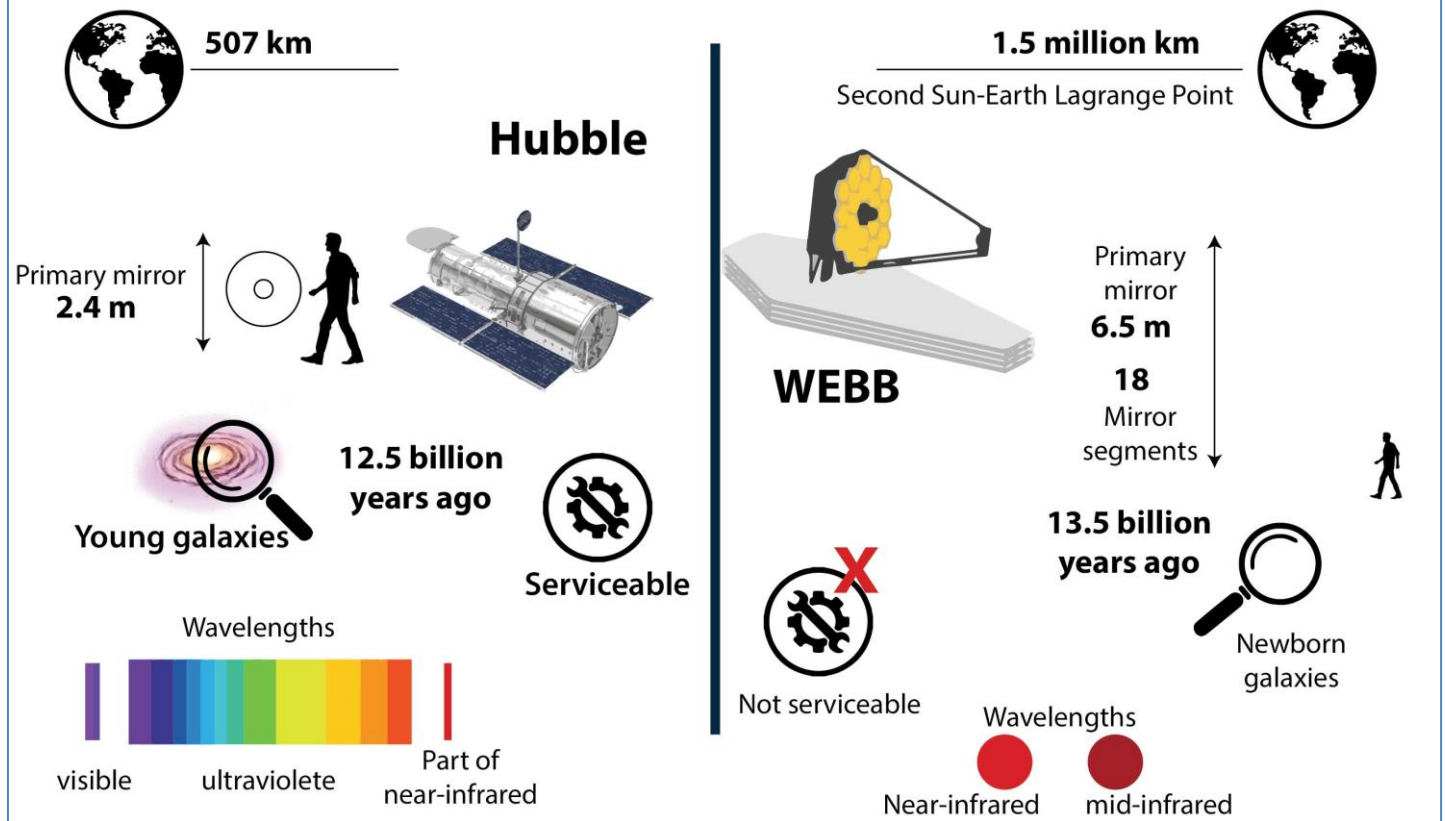 507 km
Hubble
Primary mirror
2.4 m
12.5 billion
years ago
Young galaxies
Serviceable
Wavelengths
visible
ultraviolete
Part of
near-infrared
1.5 million km
Second Sun-Earth Lagrange Point
WEBB
Primary
mirror
6.5 m
18
Mirror
segments
13.5 billion
years ago
Newborn
galaxies
X
Not serviceable
Wavelengths
Near-infrared
mid-infrared